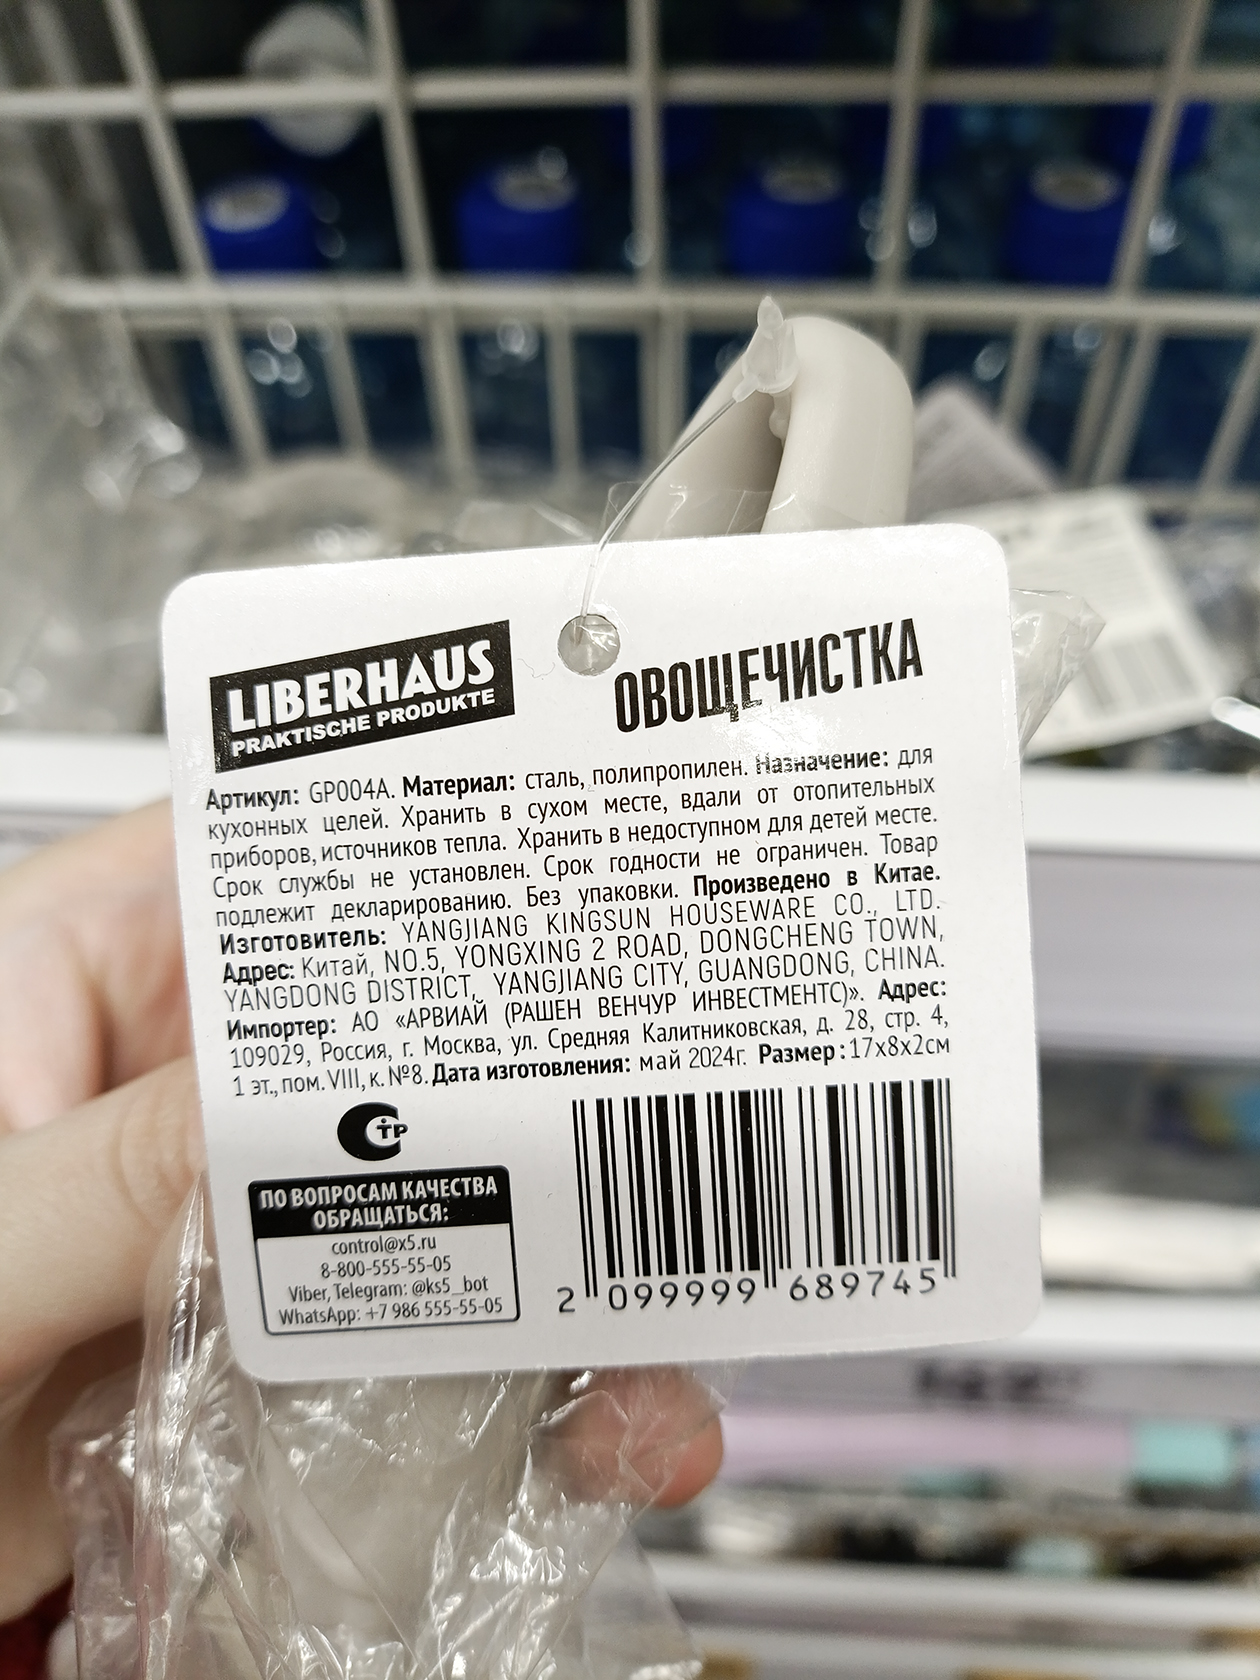 LIBERHAUS
PRAKTISCHE PRODUKTE
ОВОЩЕЧИСТКА
Артикул: GP004A. Материал: сталь, полипропилен. Назначение: для
кухонных целей. Хранить в сухом месте, вдали от отопительных
приборов, источников тепла. Хранить в недоступном для детей месте.
Срок службы не установлен. Срок годности не ограничен. Товар
подлежит декларированию. Без упаковки. Произведено в Китае.
Изготовитель: YANGJIANG KINGSUN HOUSEWARE CO., LTD.
Адрес: Китай, NO.5, YONGXING 2 ROAD, DONGCHENG TOWN,
YANGDONG DISTRICT, YANGJIANG CITY, GUANGDONG, CHINA.
Импортер: АО «АРВИАЙ (РАШЕН ВЕНЧУР ИНВЕСТМЕНТС)». Адрес:
109029, Россия, г. Москва, ул. Средняя Калитниковская, д. 28, стр. 4,
1 эт., пом. VIII, к. №8. Дата изготовления: май 2024г. Размер: 17х8х2см
СТР
ПО ВОПРОСАМ КАЧЕСТВА
ОБРАЩАТЬСЯ:
control@x5.ru
8-800-555-55-05
Viber, Telegram: @ks5_bot
WhatsApp: +7 986 555-55-05
2 099999 689745